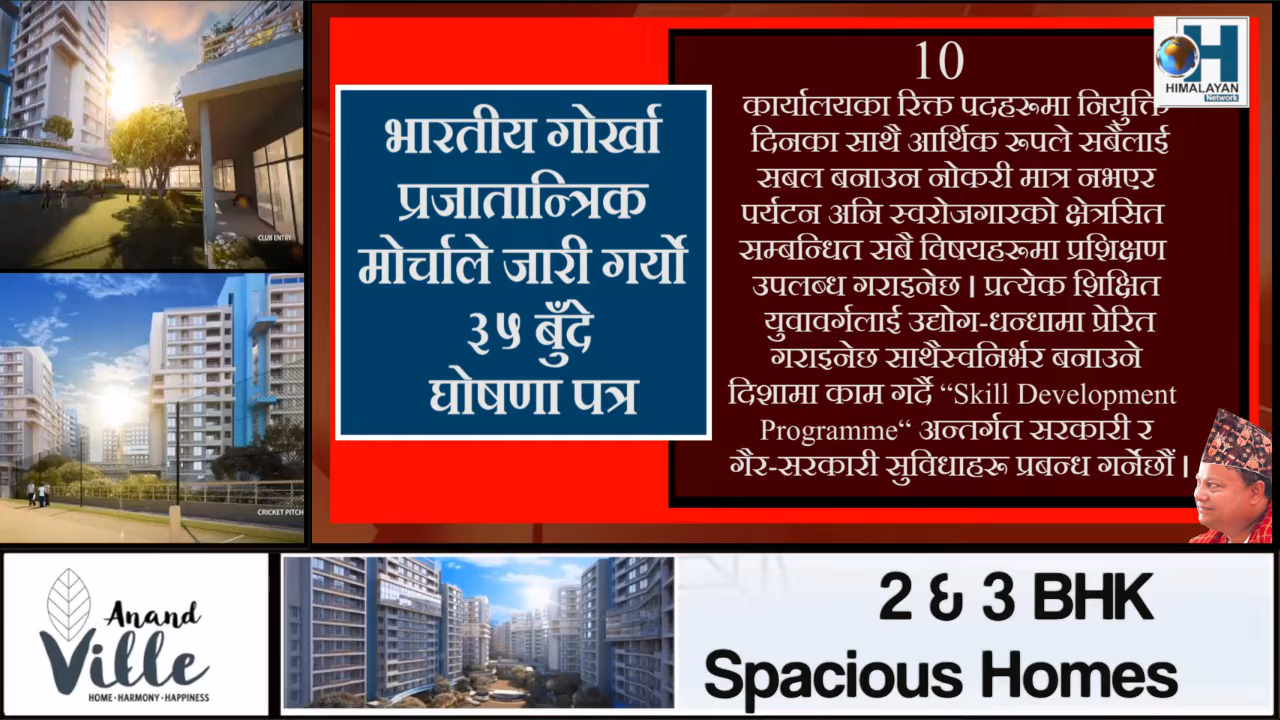 CLUB ENTRY
CRICKET PITCH
भारतीय गोर्खा
प्रजातान्त्रिक
मोर्चाले जारी गर्यो
३५ बुँदे
घोषणा पत्र
10
कार्यालयका रिक्त पदहरूमा नियुक्ति
दिनका साथै आर्थिक रूपले सबैलाई
सबल बनाउन नोकरी मात्र नभएर
पर्यटन अनि स्वरोजगारको क्षेत्रसित
सम्बन्धित सबै विषयहरूमा प्रशिक्षण
उपलब्ध गराइनेछ । प्रत्येक शिक्षित
युवावर्गलाई उद्योग-धन्धामा प्रेरित
गराइनेछ साथैस्वनिर्भर बनाउने
दिशामा काम गर्दै “Skill Development
Programme“ अन्तर्गत सरकारी र
गैर-सरकारी सुविधाहरू प्रबन्ध गर्नेछौं ।
H
HIMALAYAN
Network
Anand
Ville
HOME·HARMONY·HAPPINESS
2 & 3 BHK
Spacious Homes